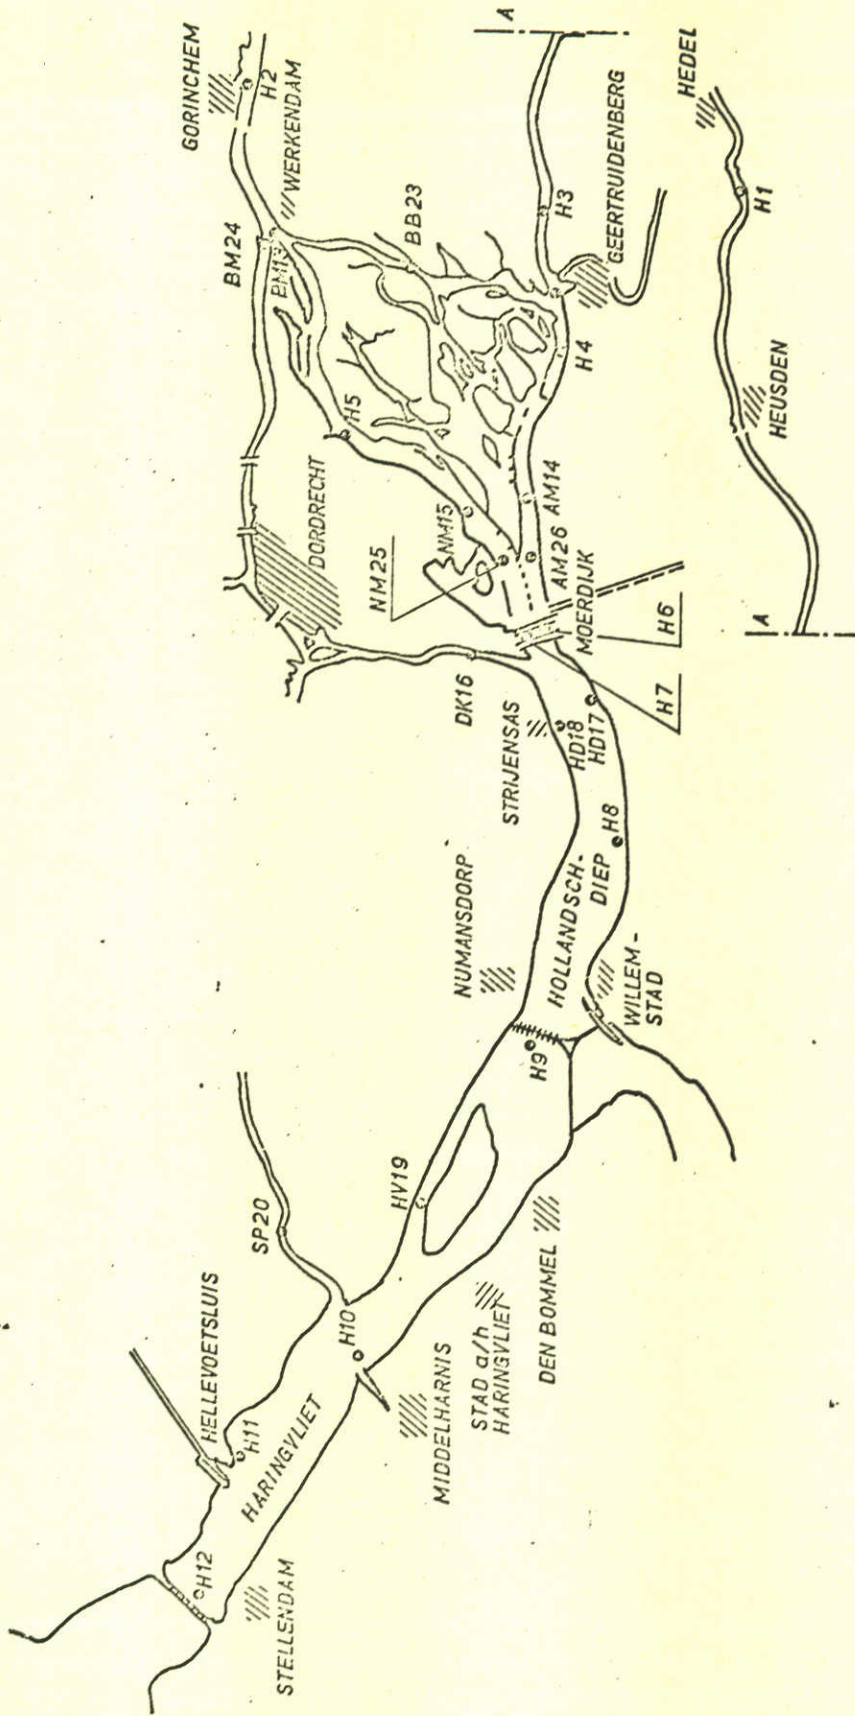 GORINCHEM
H2
WERKENDAM
BM24
BM13
BB23
A
H3
GEERTRUIDENBERG
HEDEL
H1
H5
H4
HEUSDEN
DORDRECHT
NM15
NM25
AM14
AM26
MOERDIJK
A
H6
H7
DK16
STRIJENSAS
HD18
HD17
H8
NUMANSDORP
HOLLANDSCH-
DIEP
WILLEM-
STAD
H9
HV19
SP20
DEN BOMMEL
STAD a/h
HARINGVLIET
H10
MIDDELHARNIS
HELLEVOETSLUIS
H11
HARINGVLIET
H12
STELLENDAM